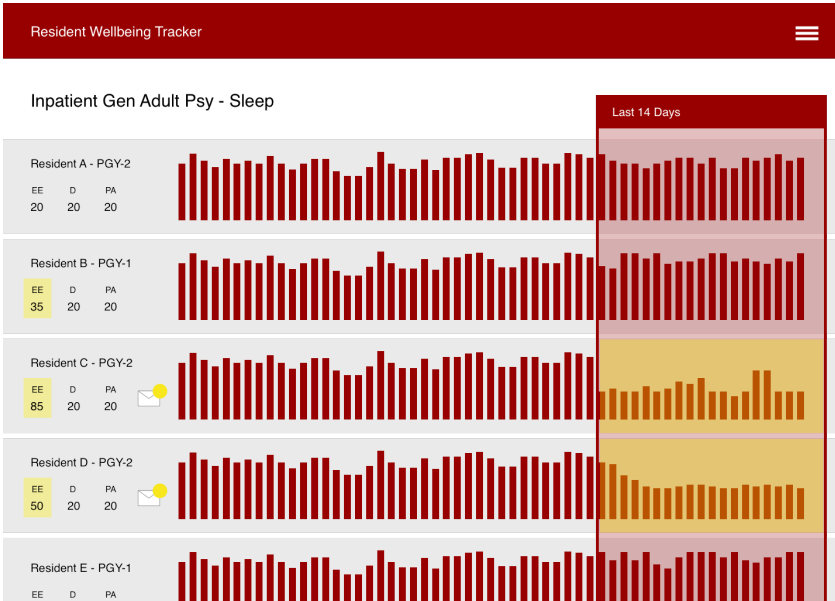 Resident Wellbeing Tracker
Inpatient Gen Adult Psy - Sleep
Last 14 Days
Resident A - PGY-2
EE D PA
20 20 20
Resident B - PGY-1
EE D PA
35 20 20
Resident C - PGY-2
EE D PA
85 20 20
Resident D - PGY-2
EE D PA
50 20 20
Resident E - PGY-1
EE D PA